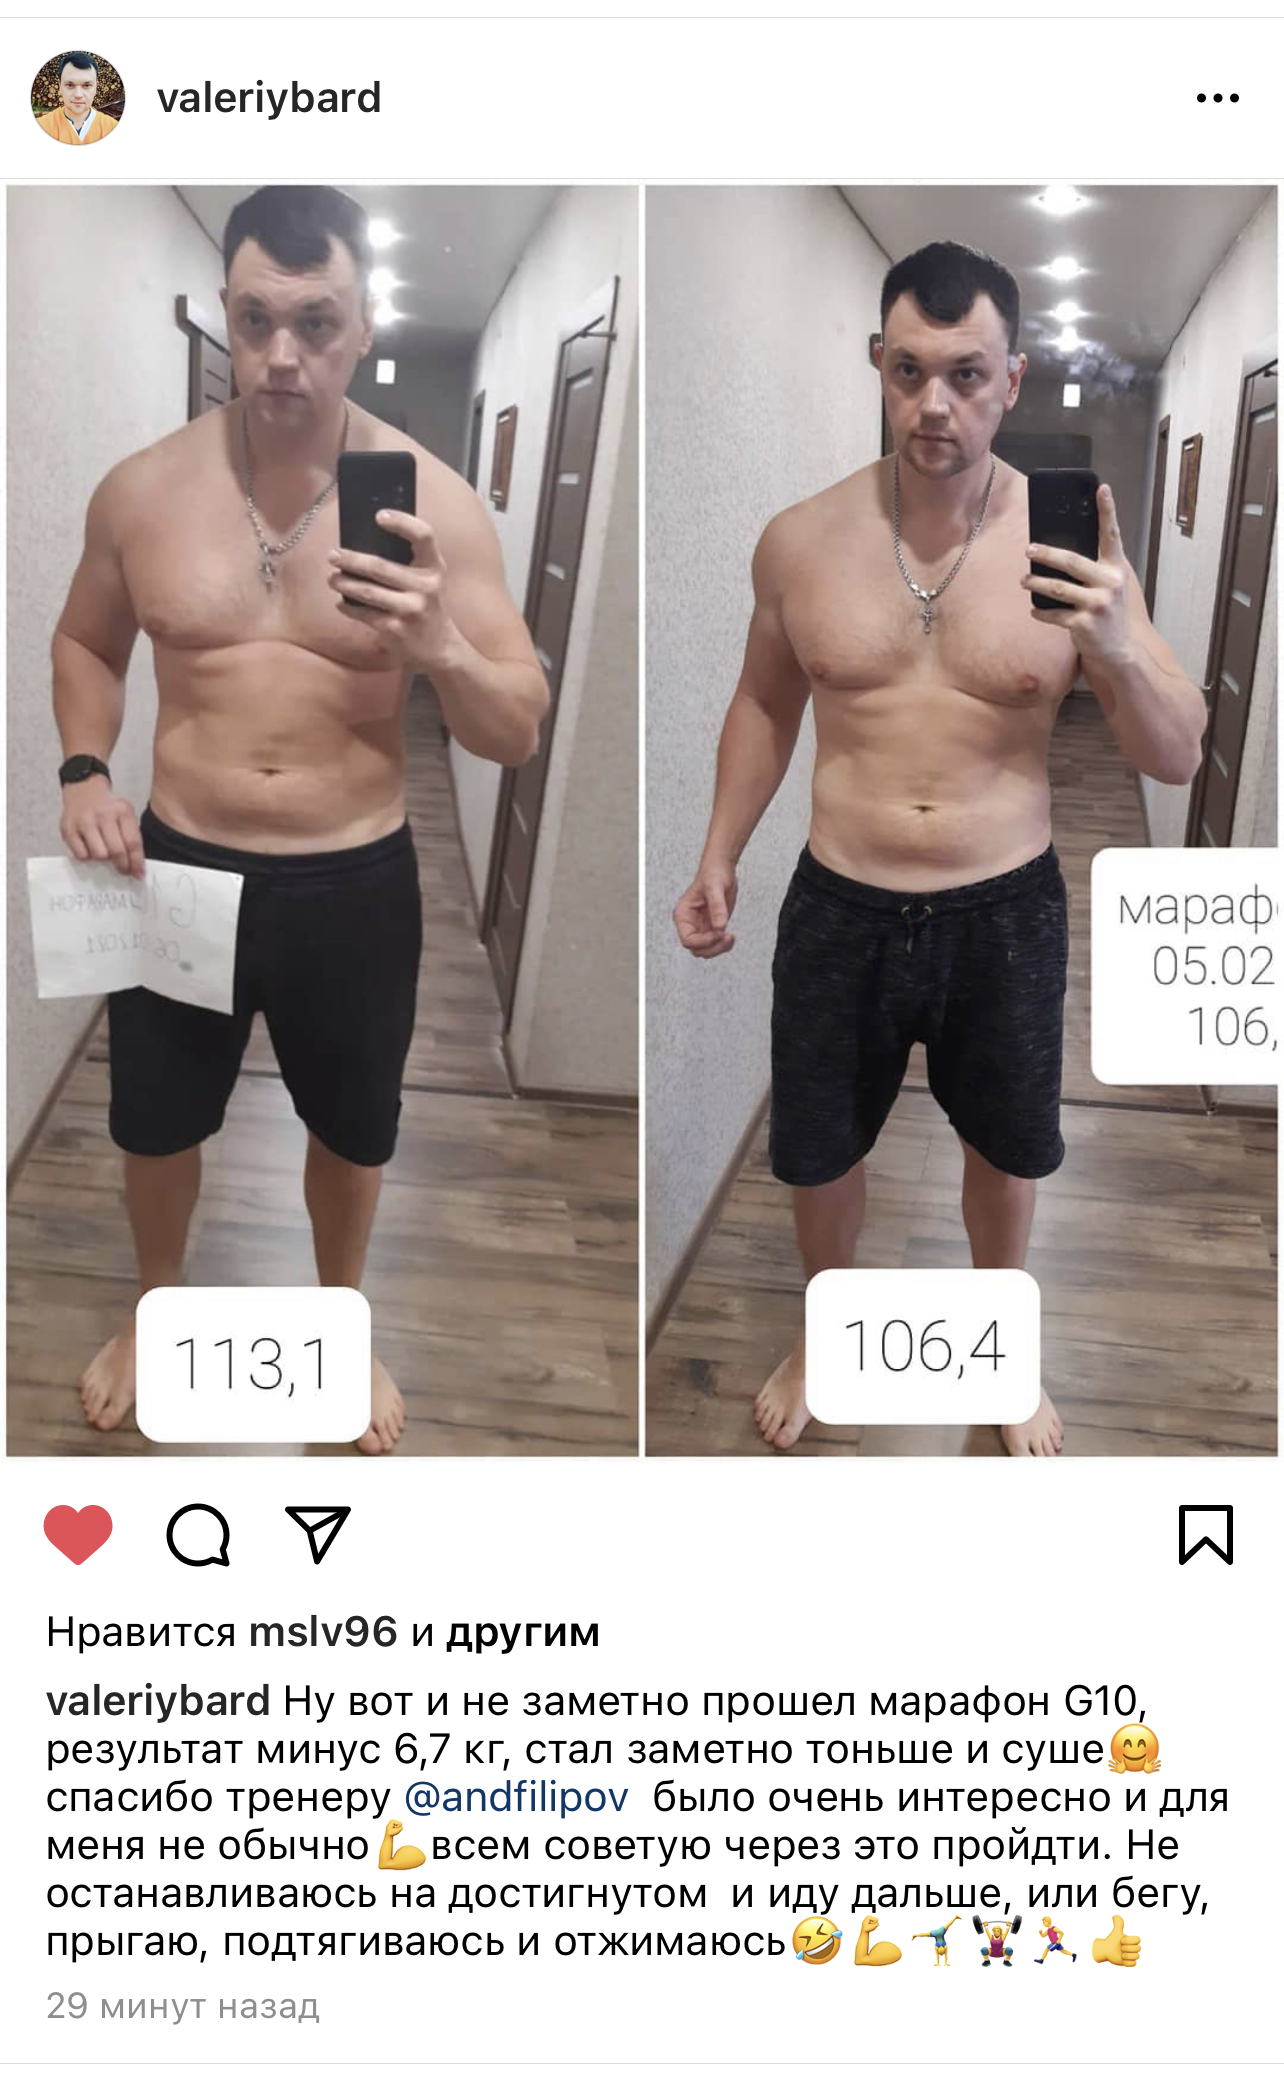 valeriybard
марафо
05.02
106,
113,1
106,4
Нравится mslv96 и другим
valeriybard Ну вот и не заметно прошел марафон G10,
результат минус 6,7 кг, стал заметно тоньше и суше🤗
спасибо тренеру @andfilipov было очень интересно и для
меня не обычно💪всем советую через это пройдти. Не
останавливаюсь на достигнутом и иду дальше, или бегу,
прыгаю, подтягиваюсь и отжимаюсь🤣💪🤸‍♂️🏋️‍♀️🏃👍
29 минут назад